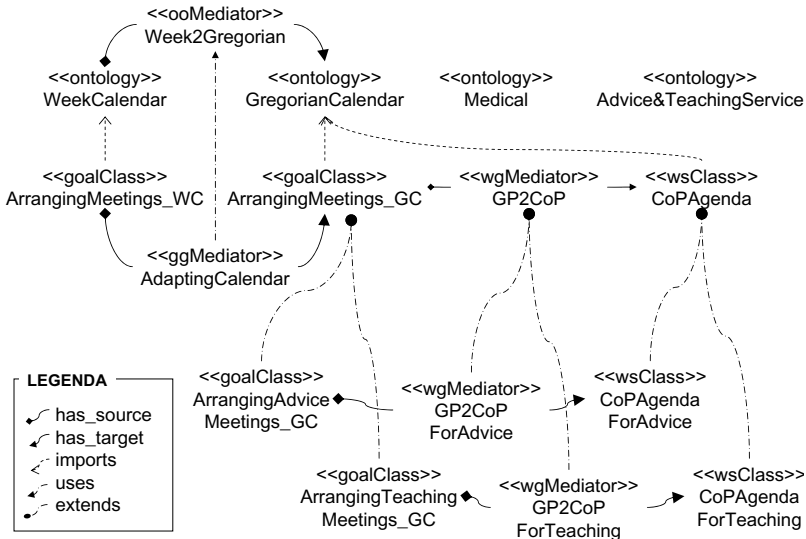 <<ooMediator>>
Week2Gregorian
<<ontology>>
WeekCalendar
<<ontology>>
GregorianCalendar
<<ontology>>
Medical
<<ontology>>
Advice&TeachingService
<<goalClass>>
ArrangingMeetings_WC
<<goalClass>>
ArrangingMeetings_GC
<<wgMediator>>
GP2CoP
<<wsClass>>
CoPAgenda
<<ggMediator>>
AdaptingCalendar
<<goalClass>>
ArrangingAdvice
Meetings_GC
<<wgMediator>>
GP2CoP
ForAdvice
<<wsClass>>
CoPAgenda
ForAdvice
<<goalClass>>
ArrangingTeaching
Meetings_GC
<<wgMediator>>
GP2CoP
ForTeaching
<<wsClass>>
CoPAgenda
ForTeaching
LEGENDA
has_source
has_target
imports
uses
extends